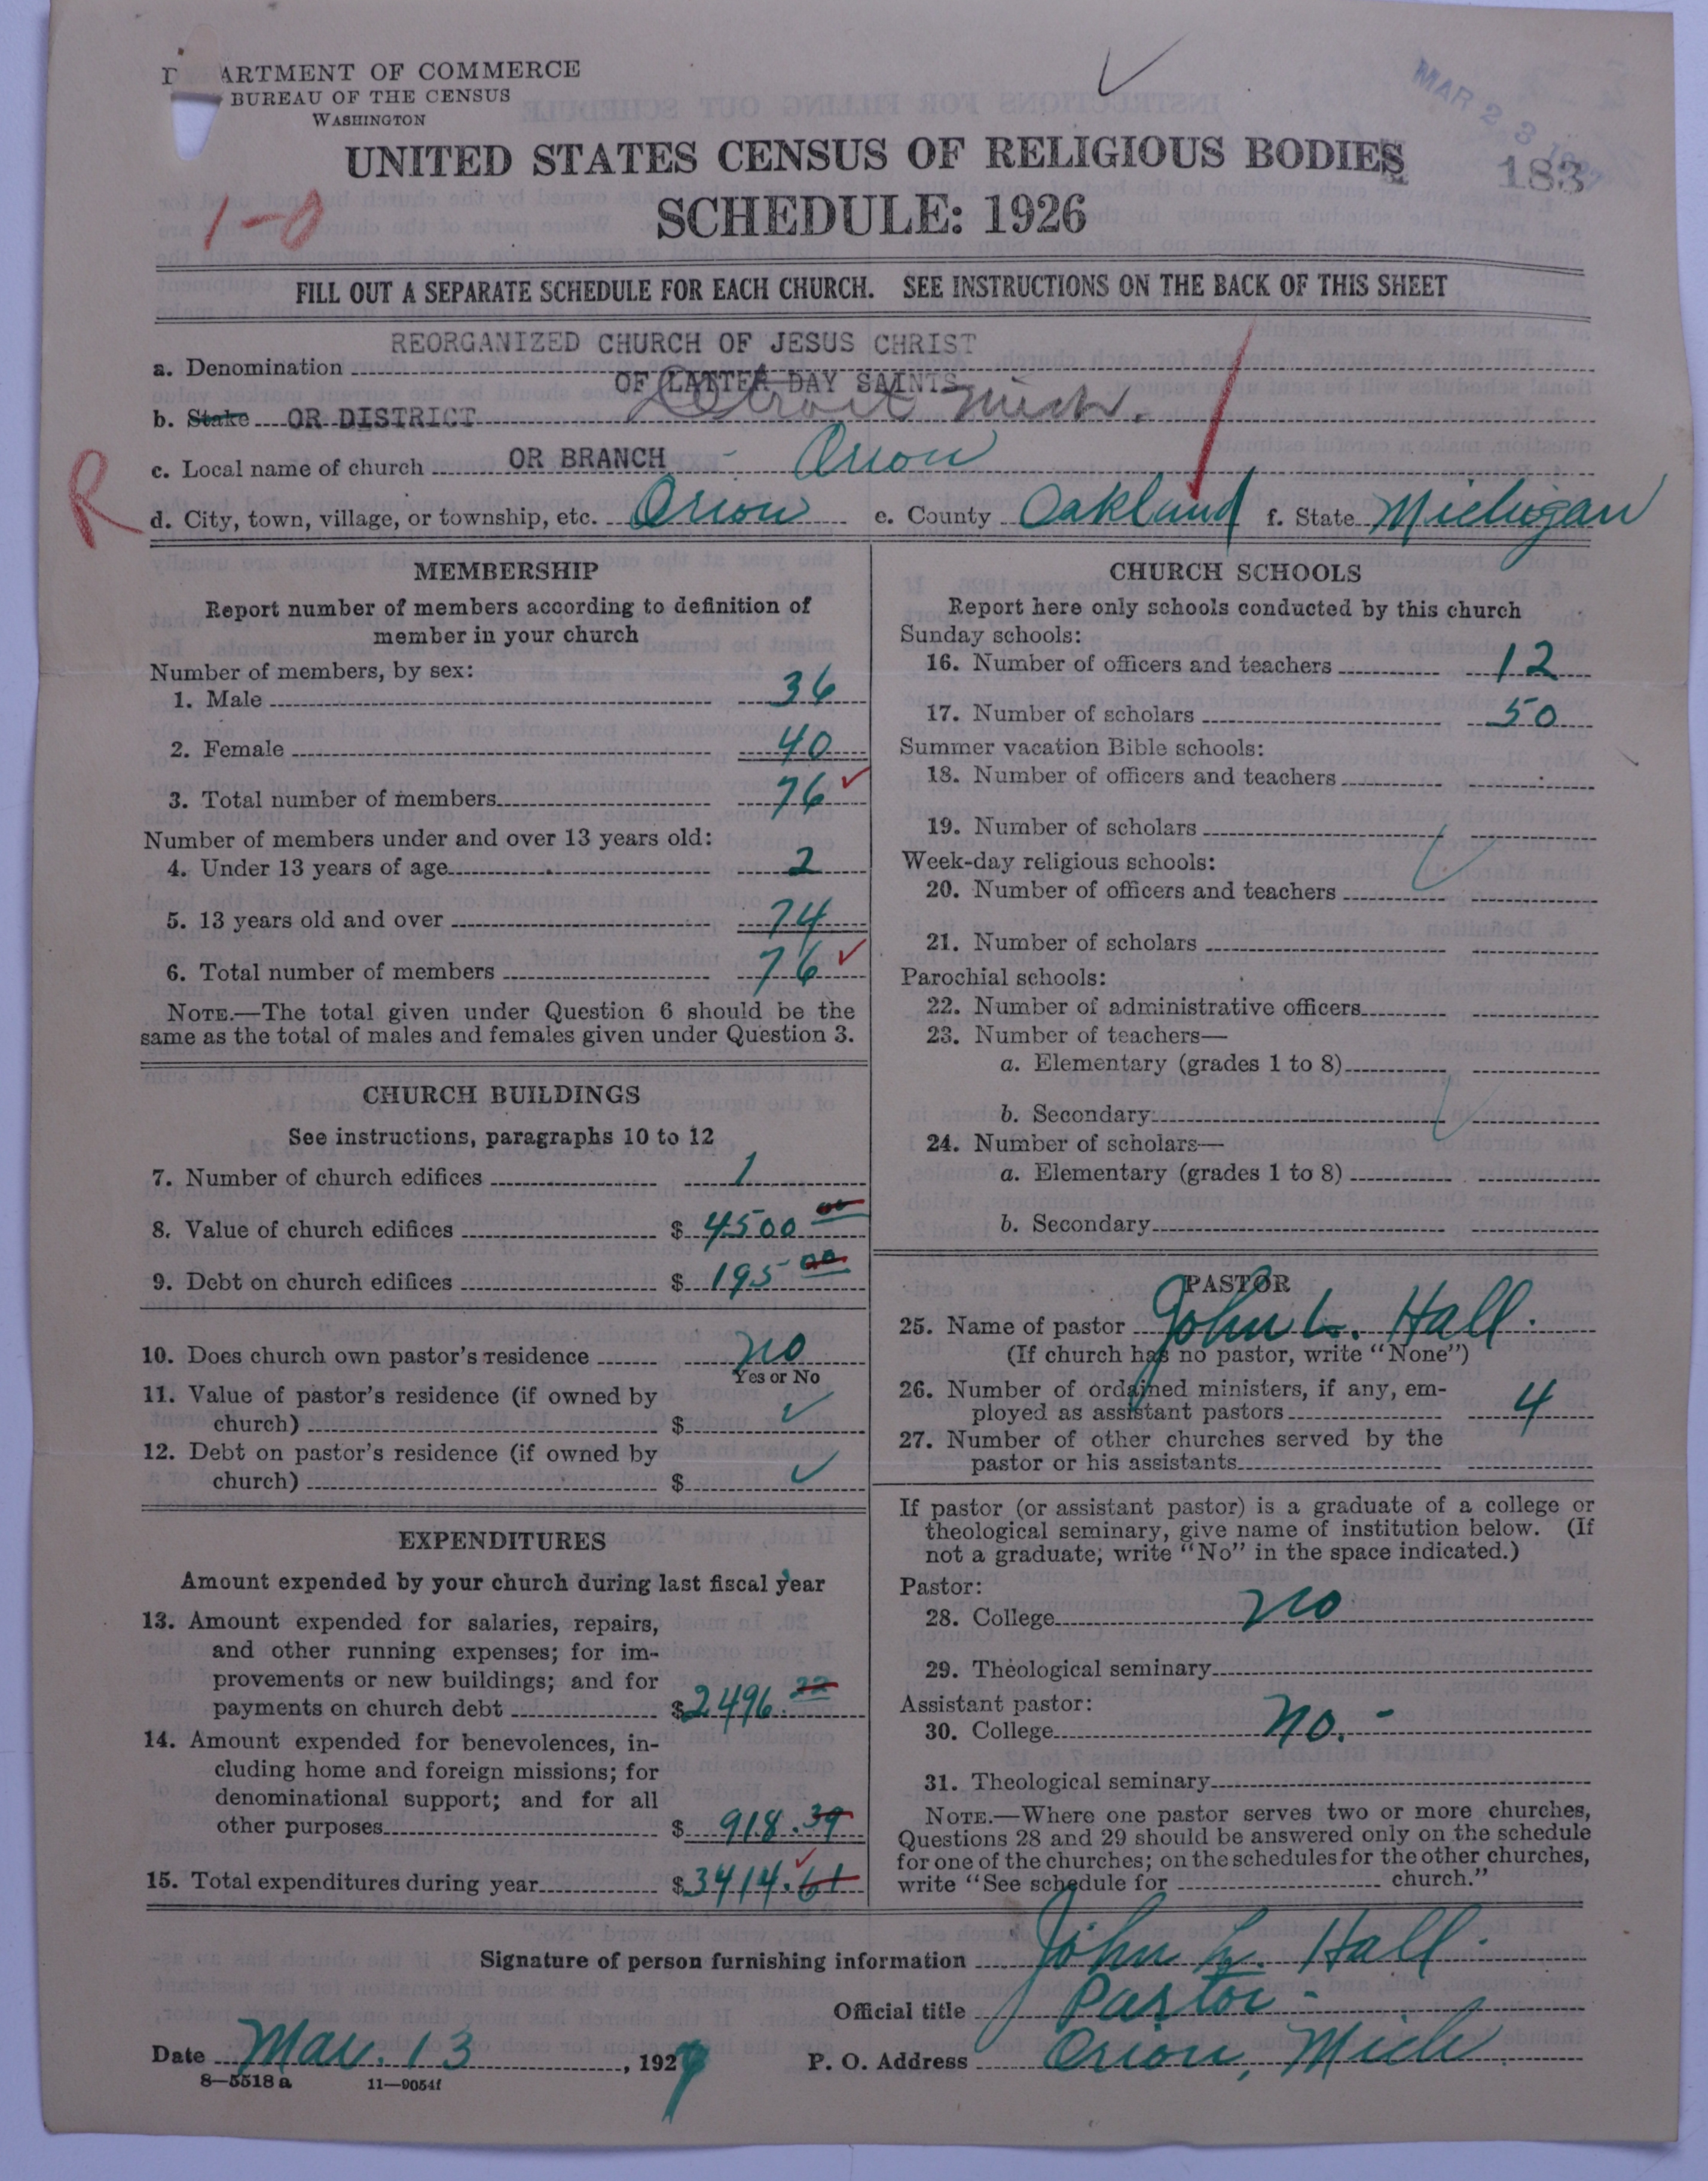 DEPARTMENT OF COMMERCE
BUREAU OF THE CENSUS
WASHINGTON
MAR 23 1927
UNITED STATES CENSUS OF RELIGIOUS BODIES
183
1-0
SCHEDULE: 1926
FILL OUT A SEPARATE SCHEDULE FOR EACH CHURCH. SEE INSTRUCTIONS ON THE BACK OF THIS SHEET
REORGANIZED CHURCH OF JESUS CHRIST
a. Denomination
OF LATTER DAY SAINTS
b. Stake OR DISTRICT Detroit Mich.
c. Local name of church OR BRANCH - Orion
R
d. City, town, village, or township, etc. Orion e. County Oakland f. State Michigan
MEMBERSHIP
Report number of members according to definition of
member in your church
Number of members, by sex:
1. Male 36
2. Female 40
3. Total number of members 76
Number of members under and over 13 years old:
4. Under 13 years of age 2
5. 13 years old and over 74
6. Total number of members 76
NOTE.—The total given under Question 6 should be the
same as the total of males and females given under Question 3.
CHURCH BUILDINGS
See instructions, paragraphs 10 to 12
7. Number of church edifices 1
8. Value of church edifices $ 4500 00
9. Debt on church edifices $ 195 00
10. Does church own pastor's residence no
Yes or No
11. Value of pastor's residence (if owned by
church) $
12. Debt on pastor's residence (if owned by
church) $
EXPENDITURES
Amount expended by your church during last fiscal year
13. Amount expended for salaries, repairs,
and other running expenses; for im-
provements or new buildings; and for
payments on church debt $2496.22
14. Amount expended for benevolences, in-
cluding home and foreign missions; for
denominational support; and for all
other purposes $ 918.39
15. Total expenditures during year $3414.61
CHURCH SCHOOLS
Report here only schools conducted by this church
Sunday schools:
16. Number of officers and teachers 12
17. Number of scholars 50
Summer vacation Bible schools:
18. Number of officers and teachers
19. Number of scholars
Week-day religious schools:
20. Number of officers and teachers
21. Number of scholars
Parochial schools:
22. Number of administrative officers
23. Number of teachers—
a. Elementary (grades 1 to 8)
b. Secondary
24. Number of scholars—
a. Elementary (grades 1 to 8)
b. Secondary
PASTOR
25. Name of pastor John L. Hall.
(If church has no pastor, write "None")
26. Number of ordained ministers, if any, em-
ployed as assistant pastors 4
27. Number of other churches served by the
pastor or his assistants
If pastor (or assistant pastor) is a graduate of a college or
theological seminary, give name of institution below. (If
not a graduate, write "No" in the space indicated.)
Pastor:
28. College no
29. Theological seminary
Assistant pastor:
30. College no. -
31. Theological seminary
NOTE.—Where one pastor serves two or more churches,
Questions 28 and 29 should be answered only on the schedule
for one of the churches; on the schedules for the other churches,
write "See schedule for church."
Signature of person furnishing information John L. Hall.
Official title Pastor -
Date Mar. 13, 1927 P. O. Address Orion, Mich
8—5518 a 11—9054f